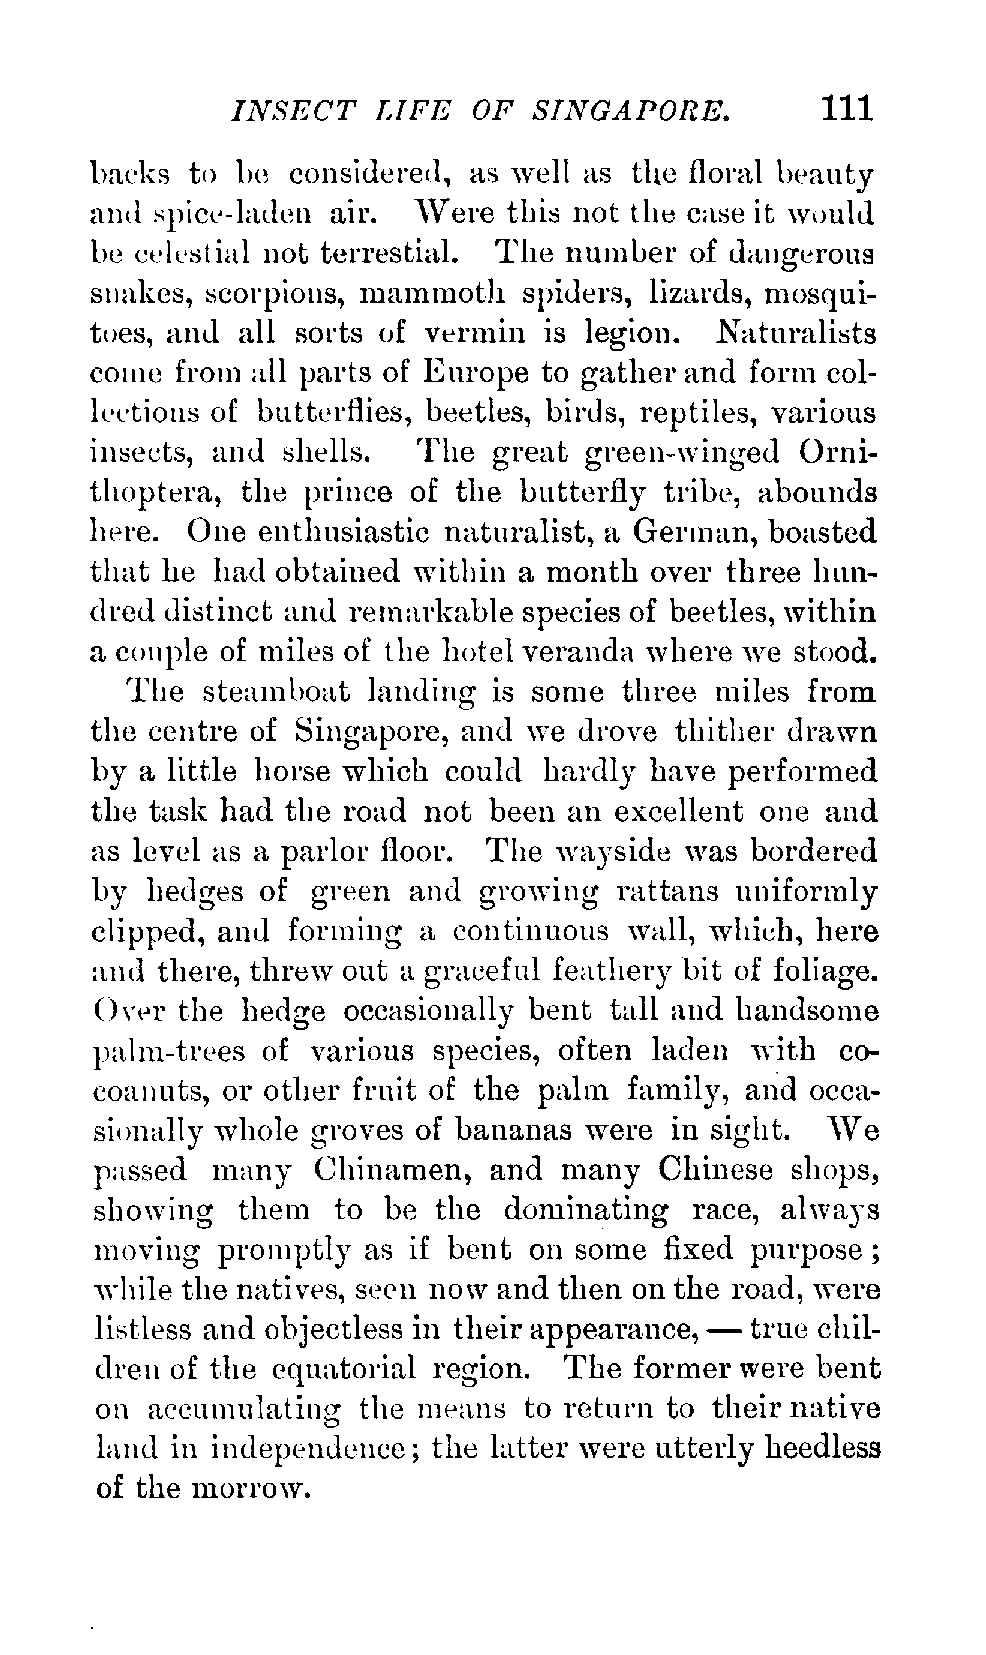 INSECT LIFE OF SINGAPORE. 111
backs to be considered, as well as the floral beauty
and spice-laden air. Were this not the case it would
be celestial not terrestial. The number of dangerous
snakes, scorpions, mammoth spiders, lizards, mosqui-
toes, and all sorts of vermin is legion. Naturalists
come from all parts of Europe to gather and form col-
lections of butterflies, beetles, birds, reptiles, various
insects, and shells. The great green-winged Orni-
thoptera, the prince of the butterfly tribe, abounds
here. One enthusiastic naturalist, a German, boasted
that he had obtained within a month over three hun-
dred distinct and remarkable species of beetles, within
a couple of miles of the hotel veranda where we stood.
The steamboat landing is some three miles from
the centre of Singapore, and we drove thither drawn
by a little horse which could hardly have performed
the task had the road not been an excellent one and
as level as a parlor floor. The wayside was bordered
by hedges of green and growing rattans uniformly
clipped, and forming a continuous wall, which, here
and there, threw out a graceful feathery bit of foliage.
Over the hedge occasionally bent tall and handsome
palm-trees of various species, often laden with co-
coanuts, or other fruit of the palm family, and occa-
sionally whole groves of bananas were in sight. We
passed many Chinamen, and many Chinese shops,
showing them to be the dominating race, always
moving promptly as if bent on some fixed purpose;
while the natives, seen now and then on the road, were
listless and objectless in their appearance, — true chil-
dren of the equatorial region. The former were bent
on accumulating the means to return to their native
land in independence; the latter were utterly heedless
of the morrow.